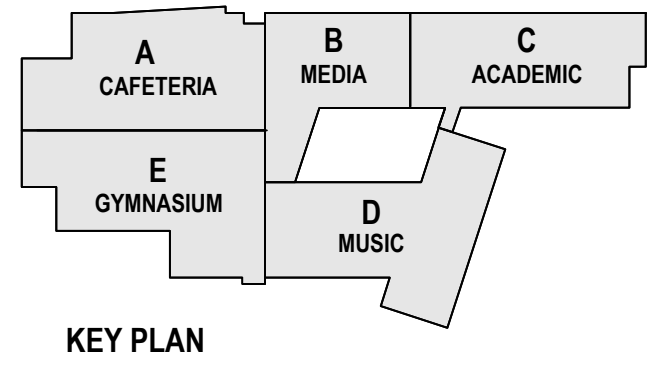 A
CAFETERIA
B
MEDIA
C
ACADEMIC
E
GYMNASIUM
D
MUSIC
KEY PLAN